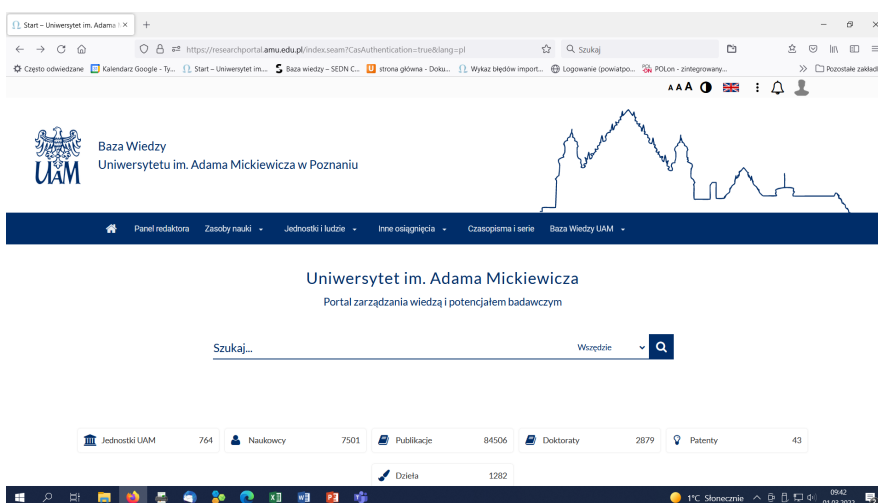 Start – Uniwersytet im. Adama
https://researchportal.amu.edu.pl/index.seam?CasAuthentication=true&lang=pl
Szukaj
Często odwiedzane Kalendarz Google - Ty... Start – Uniwersytet im.... Baza wiedzy – SEDN C... strona główna - Doku... Wykaz błędów import... Logowanie (powiatpo... POLon - zintegrowany... Pozostałe zakład
A A A
UAM
Baza Wiedzy
Uniwersytetu im. Adama Mickiewicza w Poznaniu
Panel redaktora Zasoby nauki Jednostki i ludzie Inne osiągnięcia Czasopisma i serie Baza Wiedzy UAM
Uniwersytet im. Adama Mickiewicza
Portal zarządzania wiedzą i potencjałem badawczym
Szukaj... Wszędzie
Jednostki UAM 764 Naukowcy 7501 Publikacje 84506 Doktoraty 2879 Patenty 43
Dzieła 1282
1°C Słonecznie 09:42